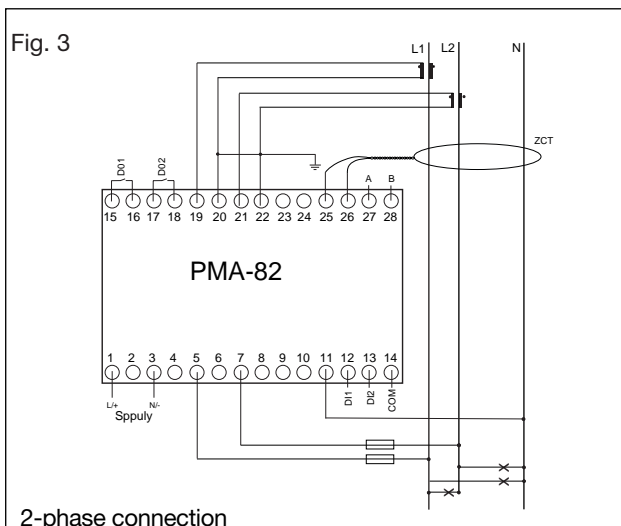 Fig. 3
L1 L2 N
ZCT
D01 D02 A B
15 16 17 18 19 20 21 22 23 24 25 26 27 28
PMA-82
1 2 3 4 5 6 7 8 9 10 11 12 13 14
L/+ N/- DI1 DI2 COM
Sppuly
2-phase connection